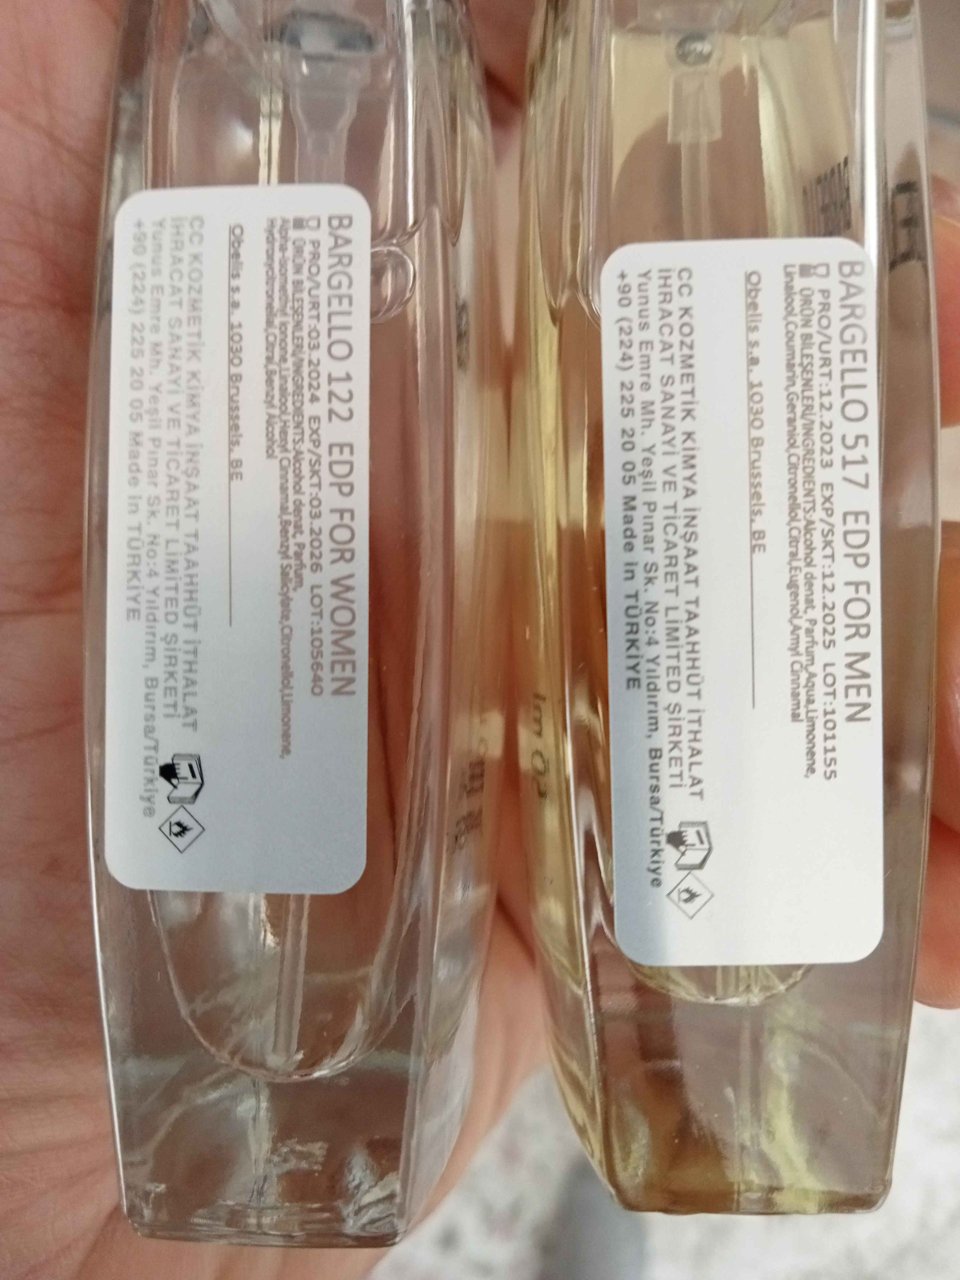 BARGELLO 122 EDP FOR WOMEN
PRO/URT:03.2024 EXP/SKT:03.2026 LOT:105640
ÜRÜN BİLEŞENLERİ/INGREDIENTS:Alcohol denat, Parfum,
Alpha-Isomethyl Ionone,Linalool,Hexyl Cinnamal,Benzyl Salicylate,Citronellol,Limonene,
Hydroxycitronellal,Citral,Benzyl Alcohol
Obelis s.a. 1030 Brussels, BE
CC KOZMETİK KİMYA İNŞAAT TAAHHÜT İTHALAT
İHRACAT SANAYİ VE TİCARET LİMİTED ŞİRKETİ
Yunus Emre Mh. Yeşil Pınar Sk. No:4 Yıldırım, Bursa/Türkiye
+90 (224) 225 20 05 Made in TÜRKİYE
BARGELLO 517 EDP FOR MEN
PRO/URT:12.2023 EXP/SKT:12.2025 LOT:101155
ÜRÜN BİLEŞENLERİ/INGREDIENTS:Alcohol denat, Parfum,Aqua,Limonene,
Linalool,Coumarin,Geraniol,Citronellol,Citral,Eugenol,Amyl Cinnamal
Obelis s.a. 1030 Brussels, BE
CC KOZMETİK KİMYA İNŞAAT TAAHHÜT İTHALAT
İHRACAT SANAYİ VE TİCARET LİMİTED ŞİRKETİ
Yunus Emre Mh. Yeşil Pınar Sk. No:4 Yıldırım, Bursa/Türkiye
+90 (224) 225 20 05 Made in TÜRKİYE